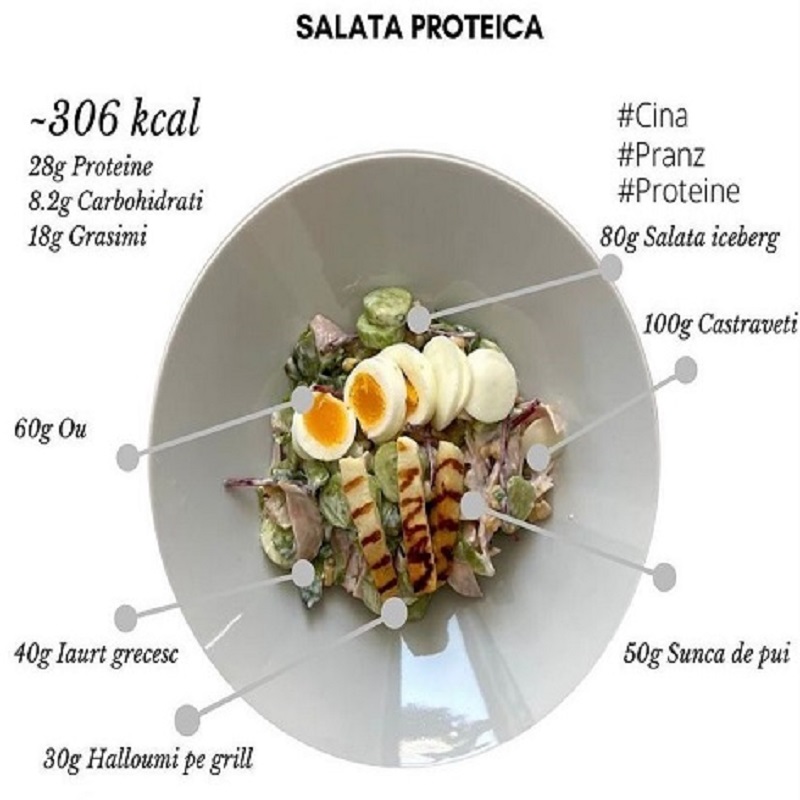 SALATA PROTEICA
~306 kcal
28g Proteine
8.2g Carbohidrati
18g Grasimi
#Cina
#Pranz
#Proteine
80g Salata iceberg
100g Castraveti
60g Ou
40g Iaurt grecesc
50g Sunca de pui
30g Halloumi pe grill